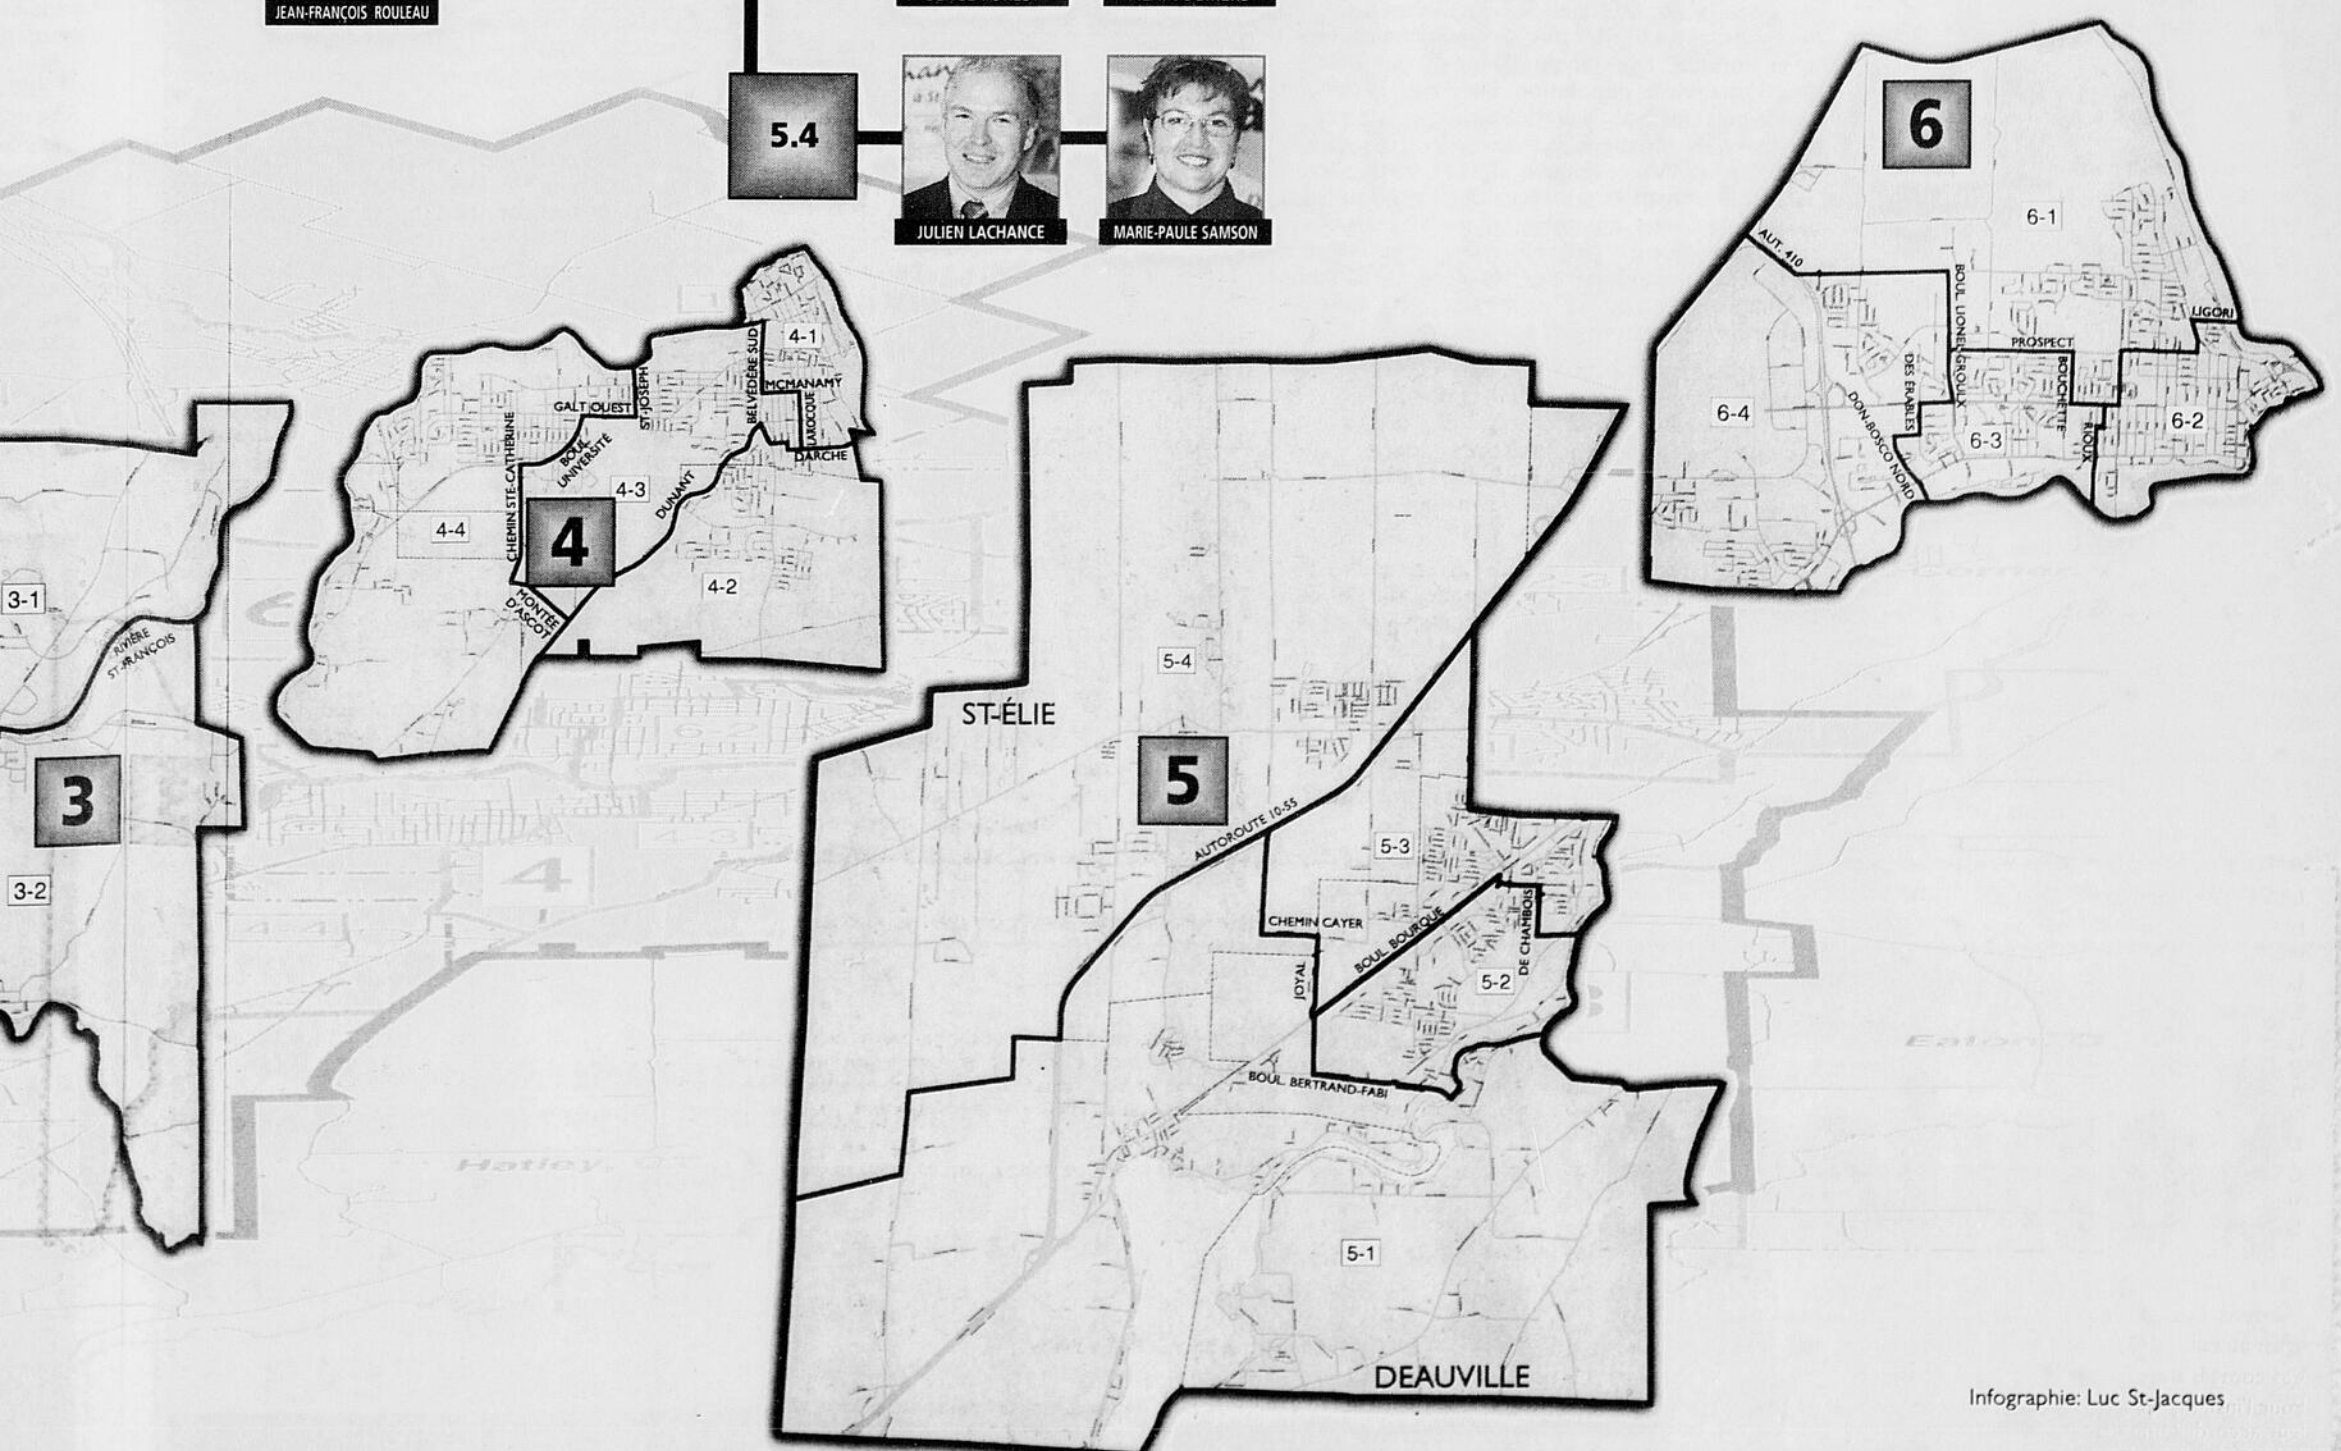 JEAN-FRANÇOIS ROULEAU
5.4
JULIEN LACHANCE
MARIE-PAULE SAMSON
6
6-1
AUT. 410
BOUL. LIONEL-GROULX
LIGORI
PROSPECT
DES ÉRABLES
BOUCHETTE
6-4
DON-BOSCO NORD
6-3
RIOUX
6-2
4-1
BELVÉDÈRE SUD
ST-JOSEPH
MCMANAMY
GALT OUEST
LAROCQUE
CHEMIN STE-CATHERINE
BOUL.
UNIVERSITÉ
DARCHE
4-3
DUNANT
4-4
4
4-2
MONTÉE
D'ASCOT
3-1
RIVIÈRE
ST-FRANÇOIS
3
3-2
4
Hatley,
Eaton,
5-4
ST-ÉLIE
5
AUTOROUTE 10-55
5-3
CHEMIN CAYER
BOUL. BOURQUE
DE CHAMBOIS
JOYAL
5-2
BOUL. BERTRAND-FABI
5-1
DEAUVILLE
Infographie: Luc St-Jacques